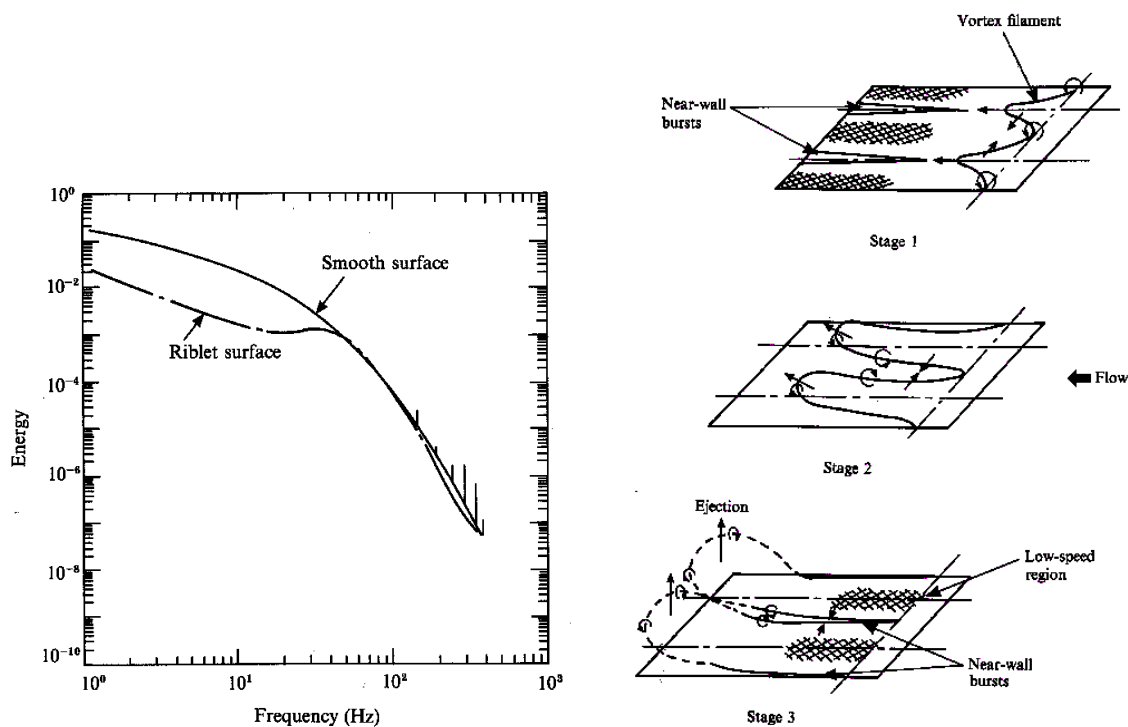 10⁰
10⁻²
10⁻⁴
10⁻⁶
10⁻⁸
10⁻¹⁰
Energy
Smooth surface
Riblet surface
10⁰
10¹
10²
10³
Frequency (Hz)
Vortex filament
Near-wall
bursts
Stage 1
Flow
Stage 2
Ejection
Low-speed
region
Near-wall
bursts
Stage 3